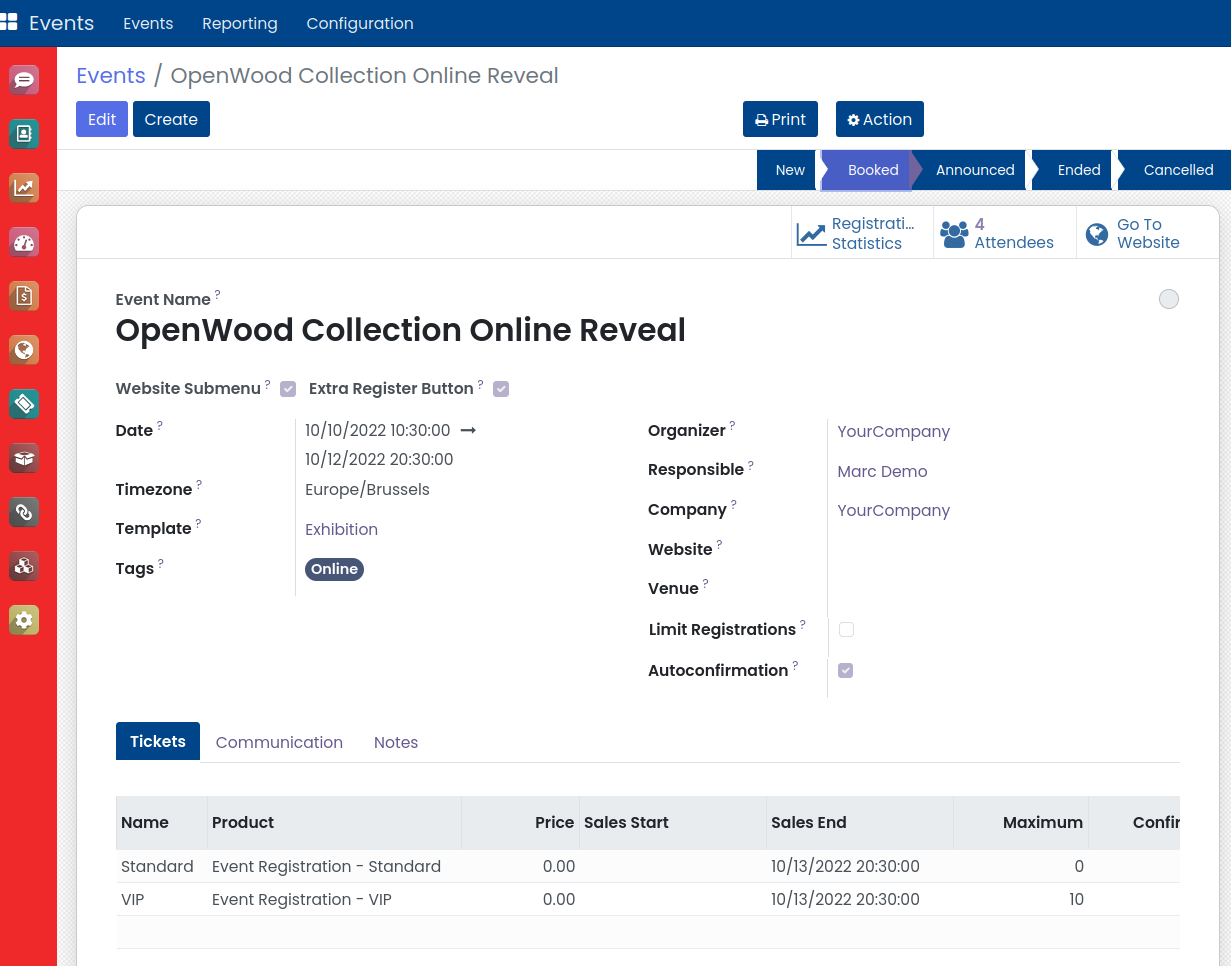 Events Events Reporting Configuration
Events / OpenWood Collection Online Reveal
Edit Create Print Action
New Booked Announced Ended Cancelled
Registrati... 4 Go To
Statistics Attendees Website
Event Name ?
OpenWood Collection Online Reveal
Website Submenu ? Extra Register Button ?
Date ? 10/10/2022 10:30:00 → Organizer ? YourCompany
10/12/2022 20:30:00 Responsible ? Marc Demo
Timezone ? Europe/Brussels Company ? YourCompany
Template ? Exhibition Website ?
Tags ? Online Venue ?
Limit Registrations ?
Autoconfirmation ?
Tickets Communication Notes
Name Product Price Sales Start Sales End Maximum Confir
Standard Event Registration - Standard 0.00 10/13/2022 20:30:00 0
VIP Event Registration - VIP 0.00 10/13/2022 20:30:00 10